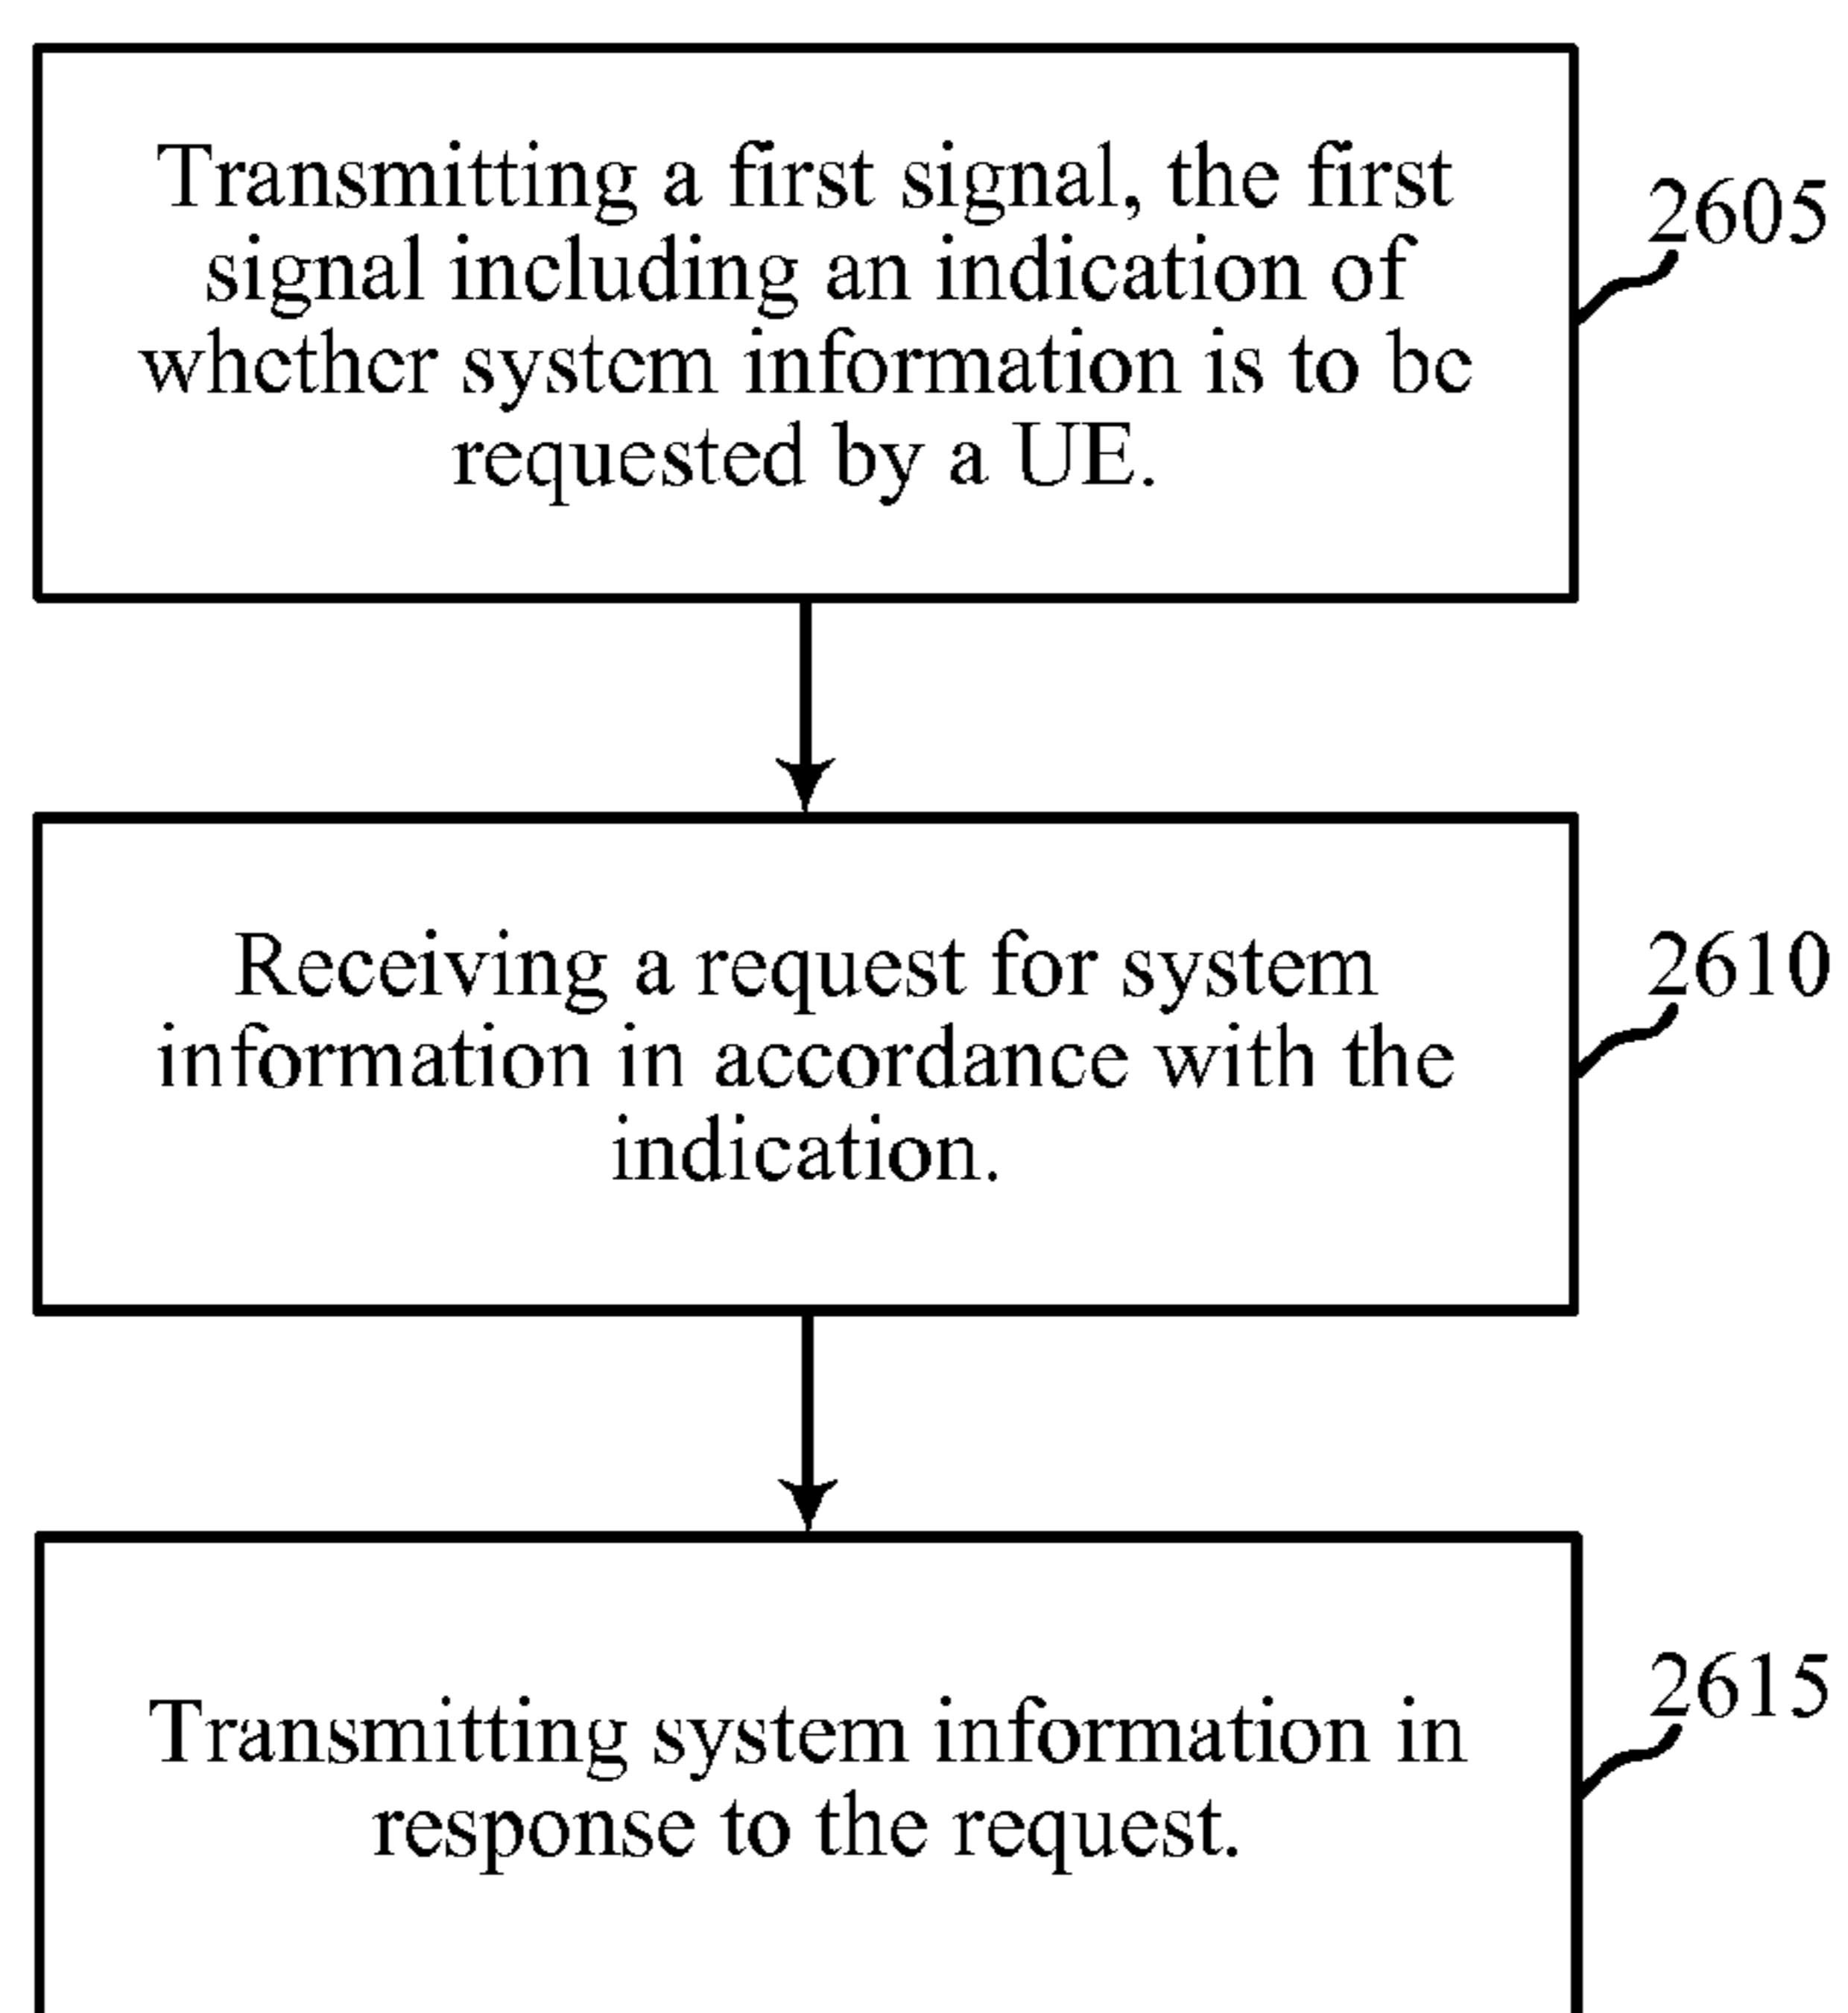 Transmitting a first signal, the first
signal including an indication of
whether system information is to be
requested by a UE.
2605
Receiving a request for system
information in accordance with the
indication.
2610
Transmitting system information in
response to the request.
2615